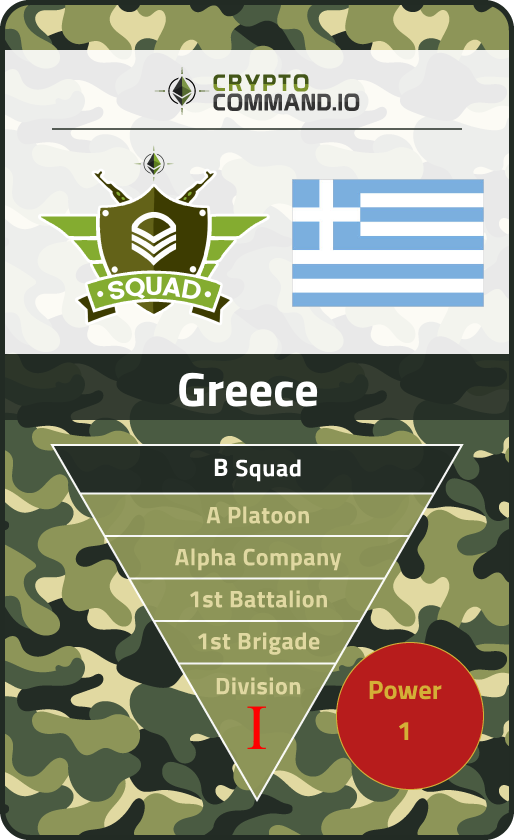 CRYPTO
COMMAND.IO
SQUAD
Greece
B Squad
A Platoon
Alpha Company
1st Battalion
1st Brigade
Division
I
Power
1